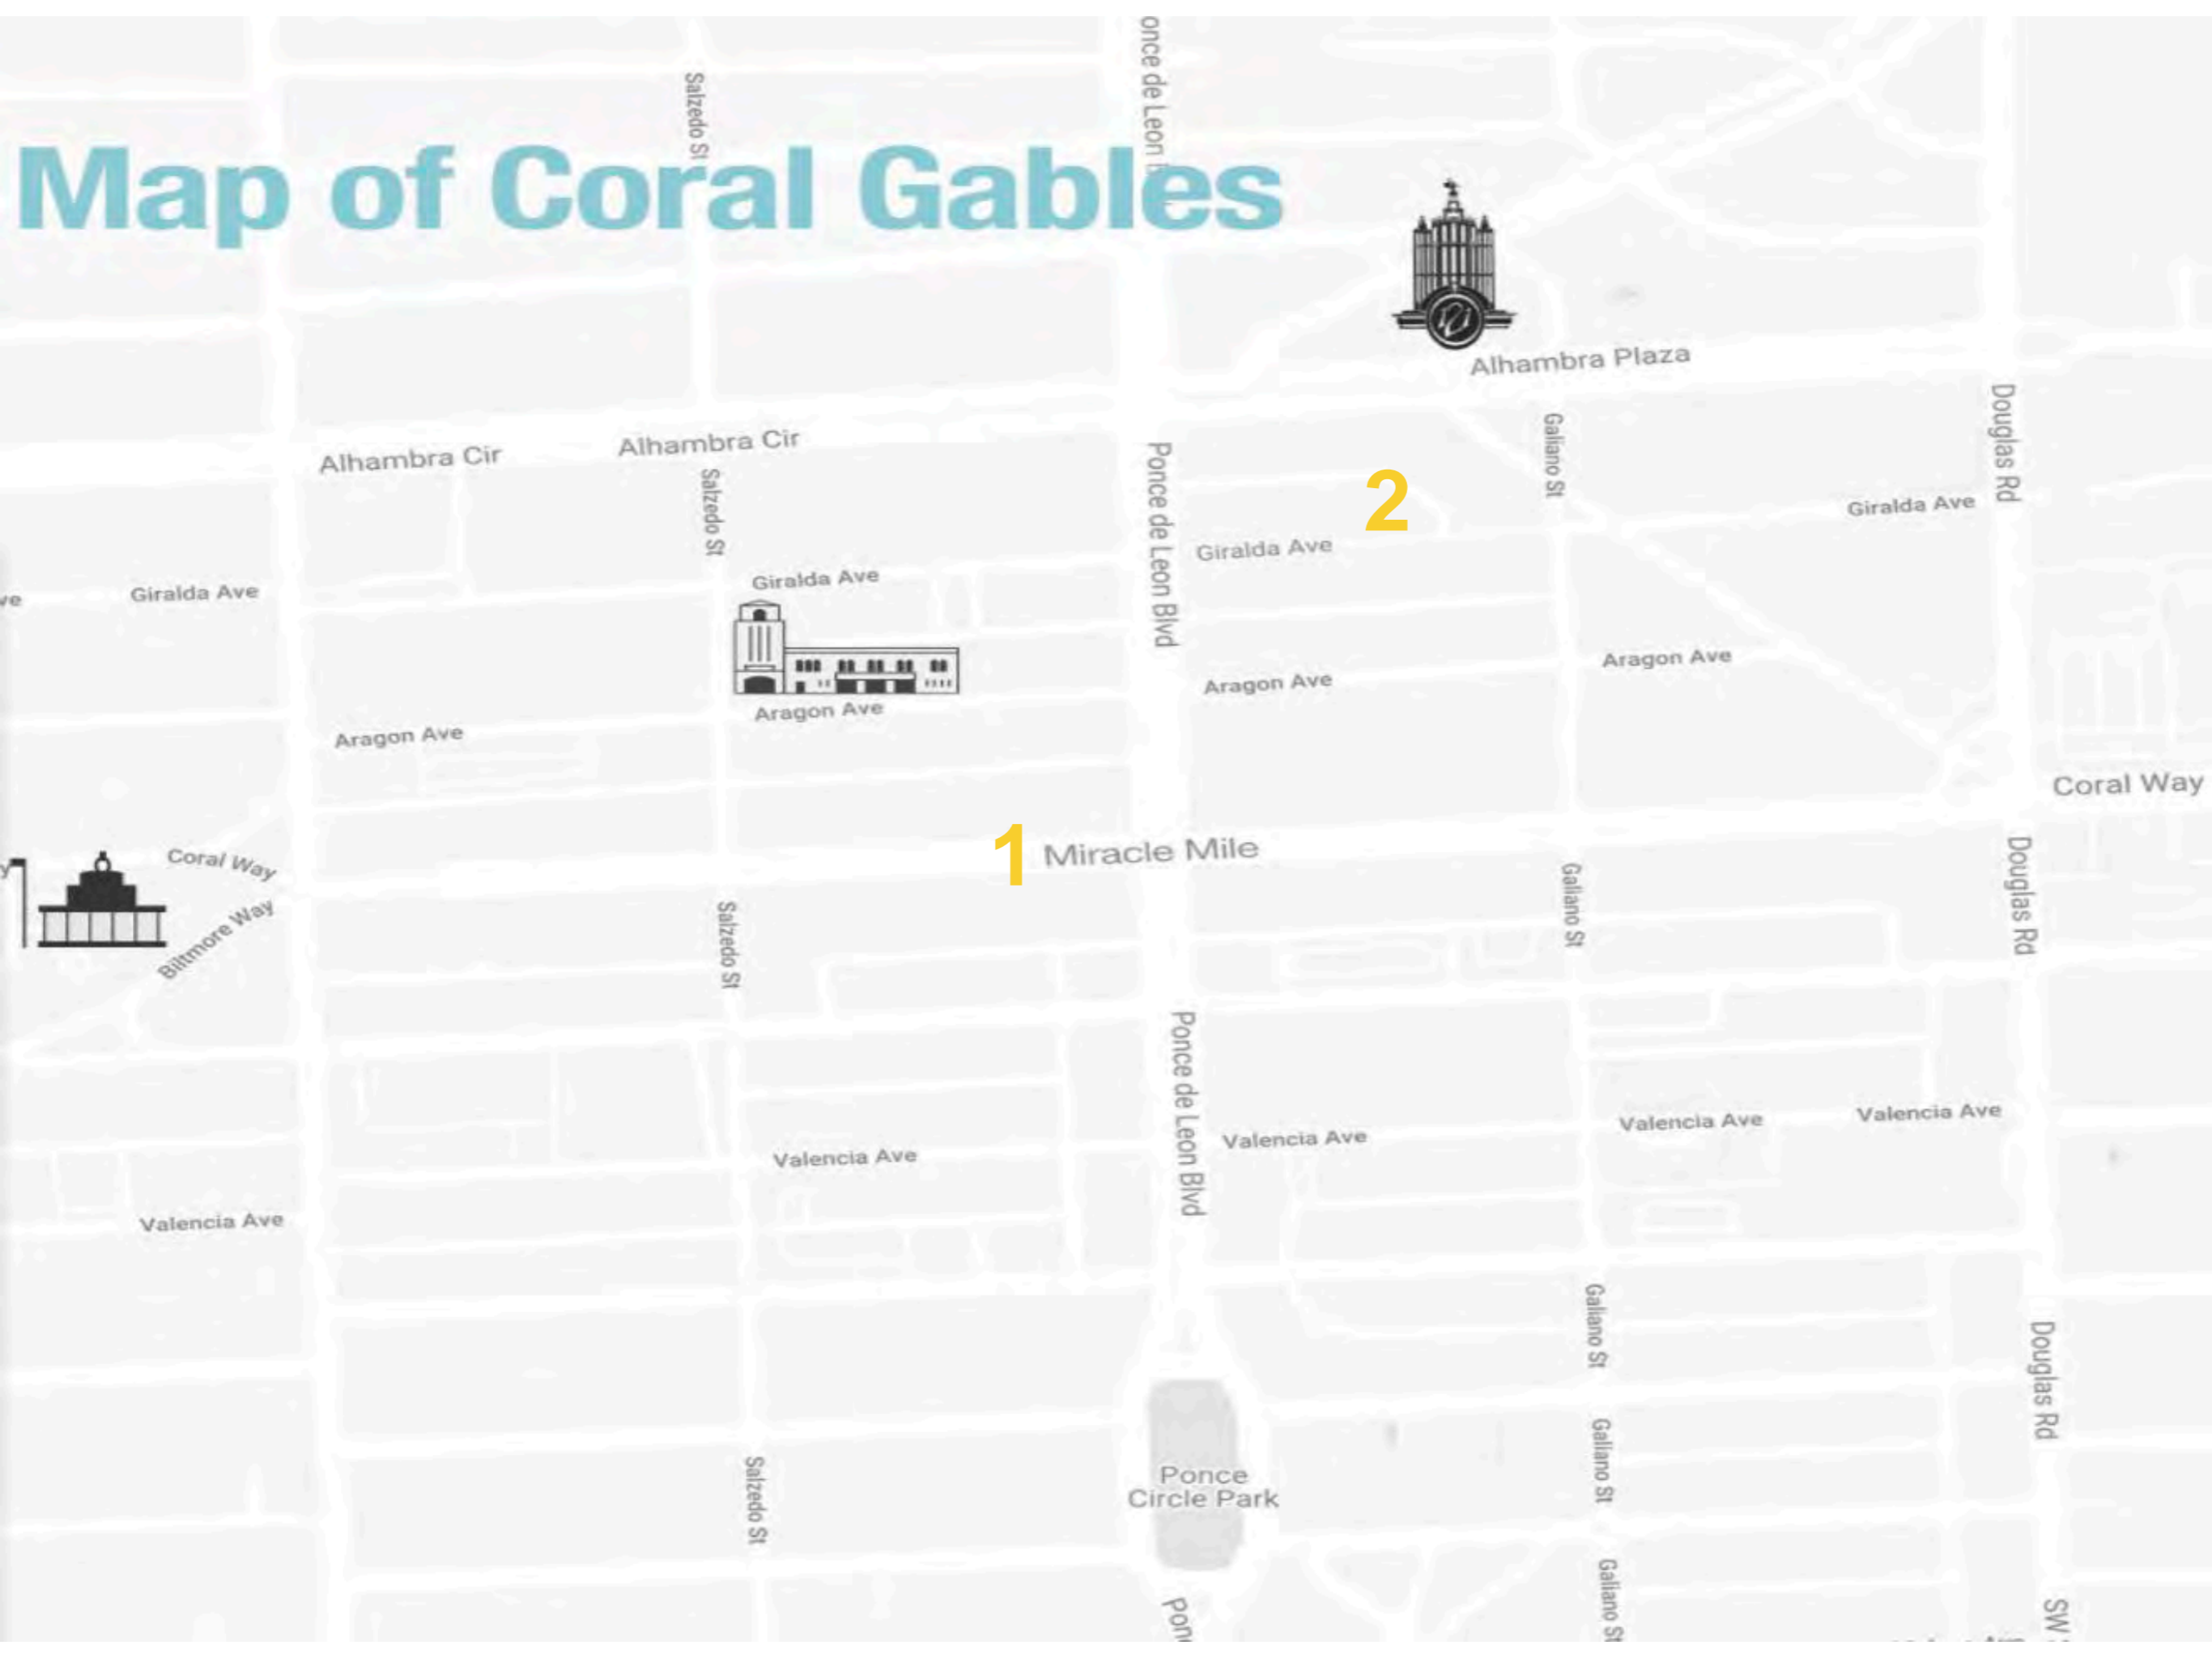 once de Leon
Salzedo St
Map of Coral Gables
Alhambra Plaza
Douglas Rd
Galiano St
Alhambra Cir
Alhambra Cir
Ponce de Leon Blvd
Salzedo St
2
Giralda Ave
Giralda Ave
Giralda Ave
Giralda Ave
ve
Aragon Ave
Aragon Ave
Aragon Ave
Aragon Ave
Coral Way
1
Miracle Mile
Coral Way
y
Biltmore Way
Salzedo St
Galiano St
Douglas Rd
Ponce de Leon Blvd
Valencia Ave
Valencia Ave
Valencia Ave
Valencia Ave
Valencia Ave
Galiano St
Douglas Rd
Galiano St
Salzedo St
Ponce
Circle Park
Galiano St
Pon
SW